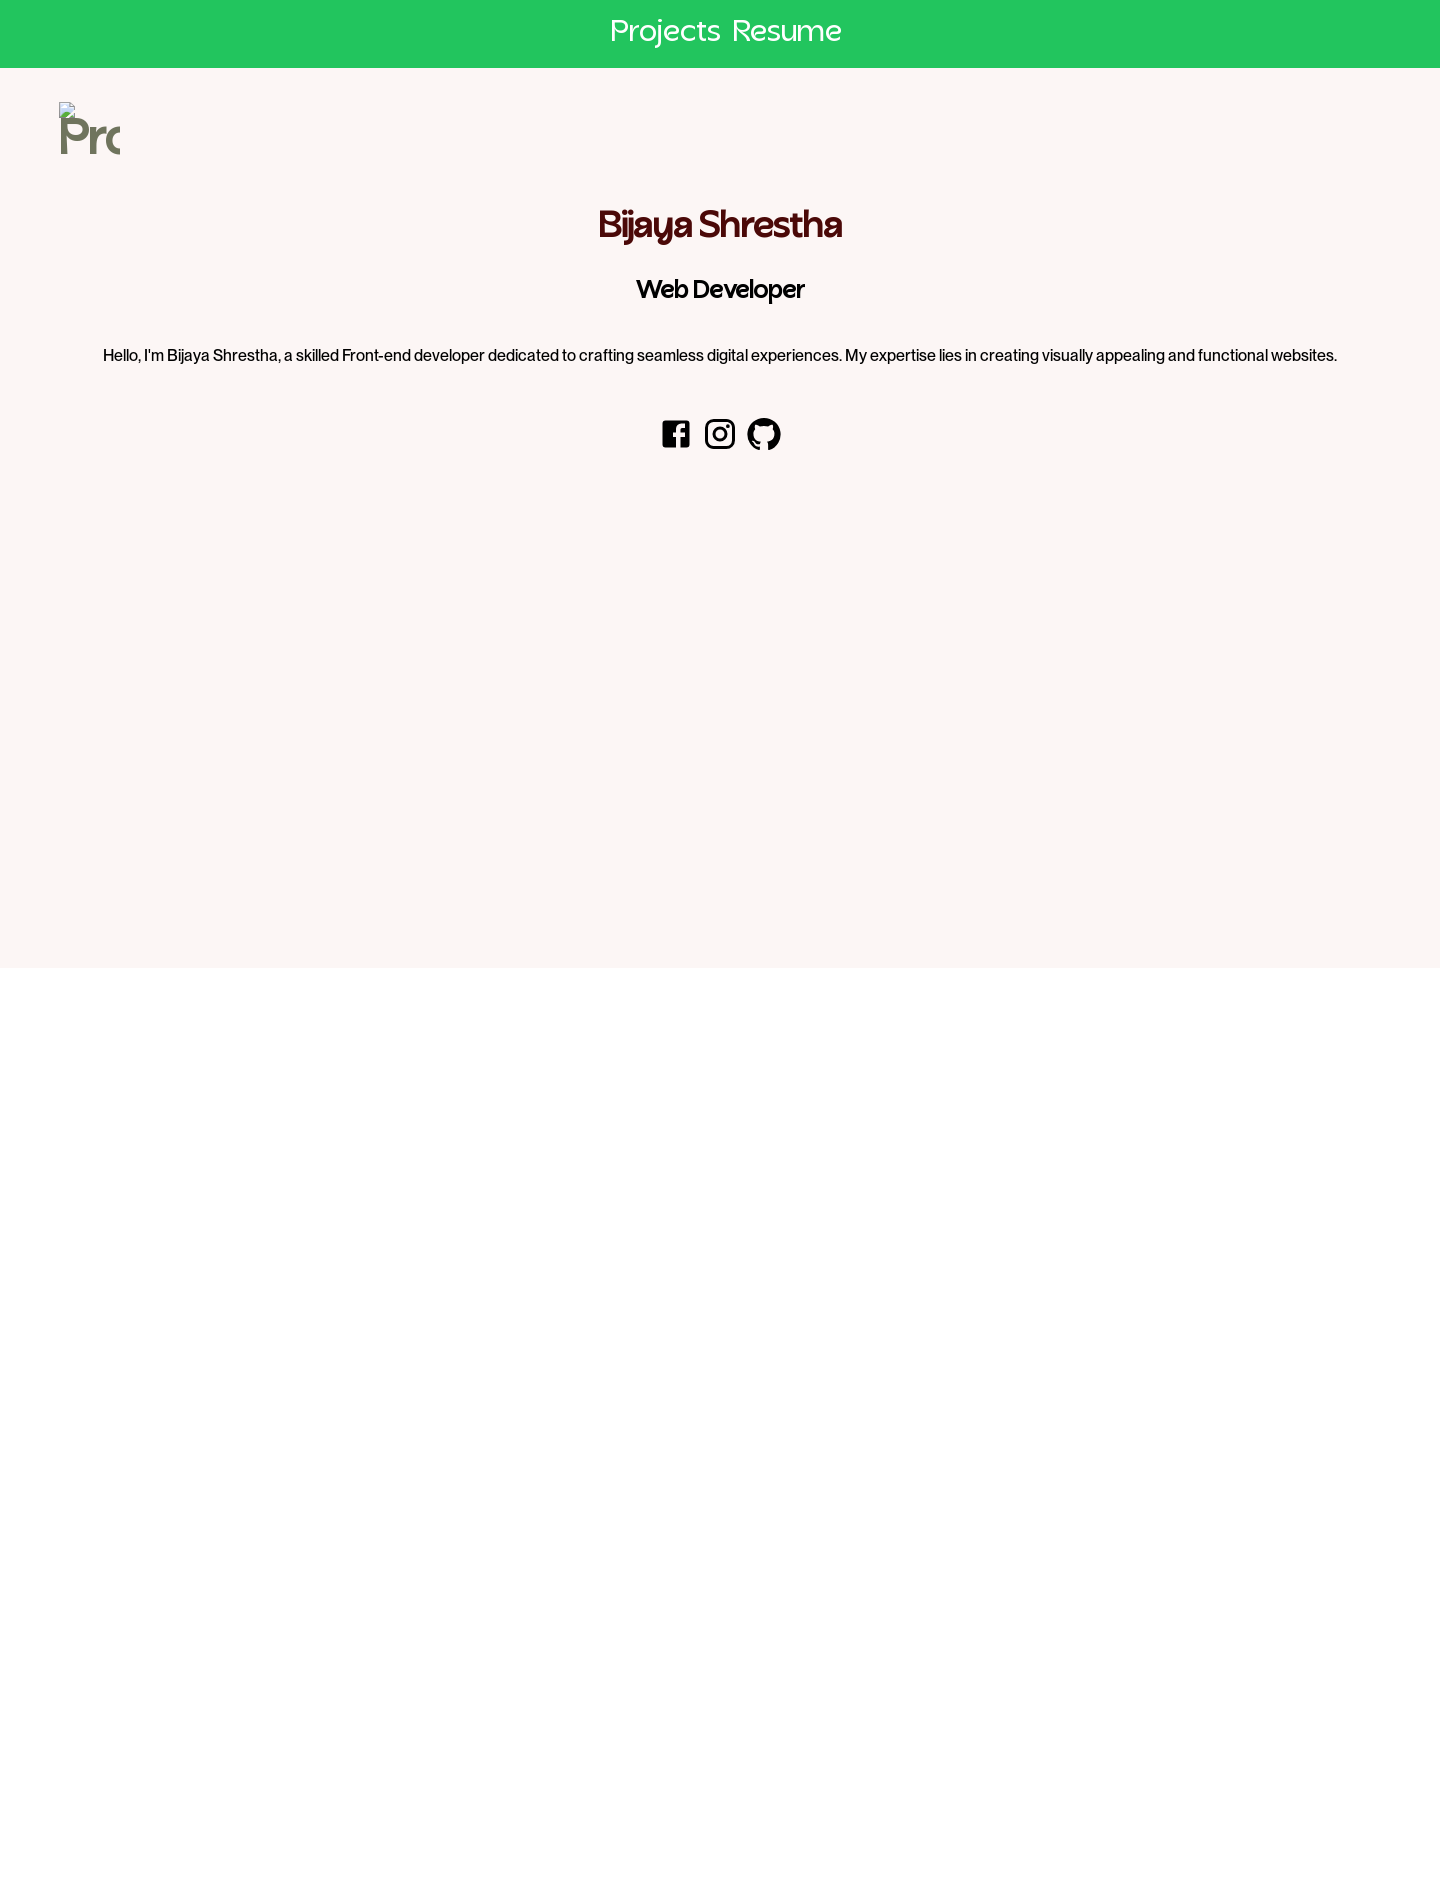 Projects Resume
Pro
Bijaya Shrestha
Web Developer
Hello, I'm Bijaya Shrestha, a skilled Front-end developer dedicated to crafting seamless digital experiences. My expertise lies in creating visually appealing and functional websites.